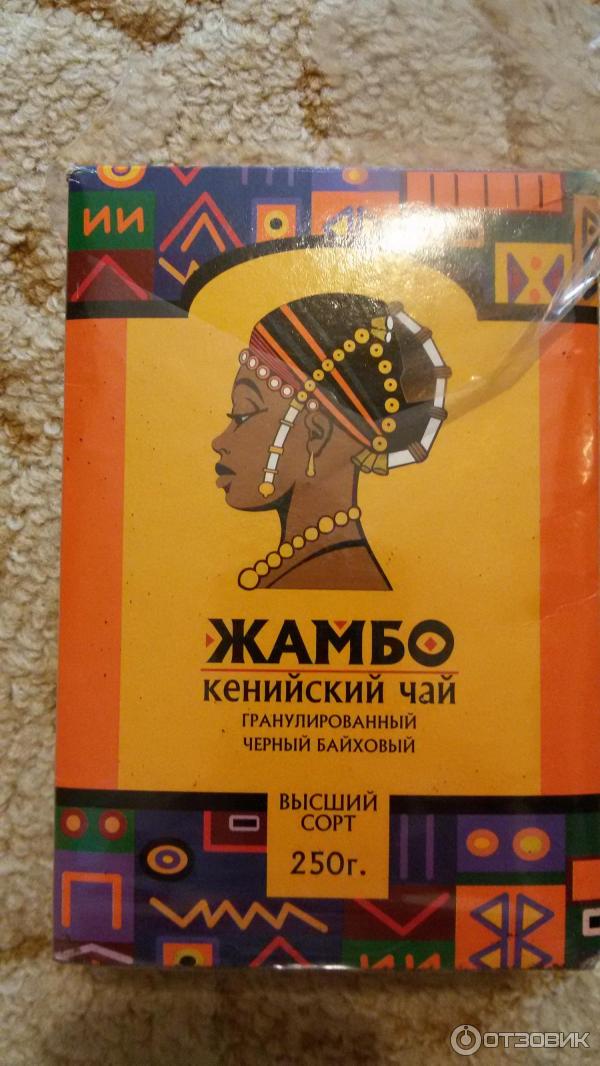 ЖАМБО
кенийский чай
гранулированный
черный байховый
высший
сорт
250г.
ОТЗОВИК